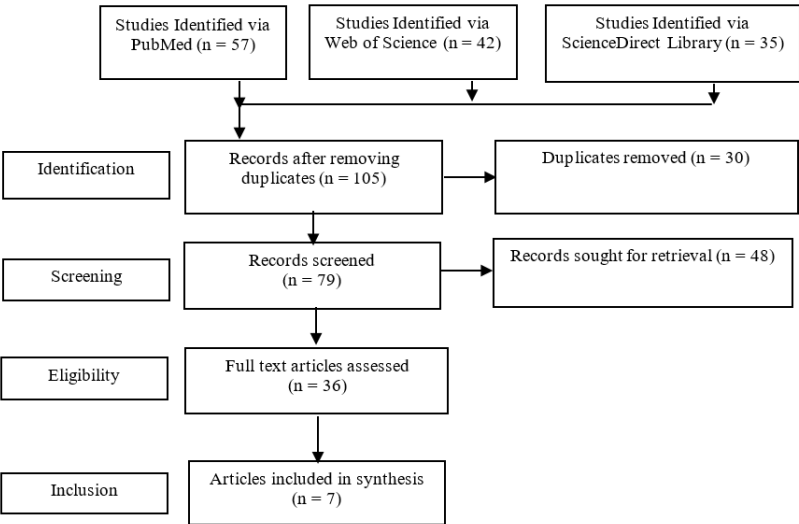 Studies Identified via
PubMed (n = 57)
Studies Identified via
Web of Science (n = 42)
Studies Identified via
ScienceDirect Library (n = 35)
Identification
Records after removing
duplicates (n = 105)
Duplicates removed (n = 30)
Screening
Records screened
(n = 79)
Records sought for retrieval (n = 48)
Eligibility
Full text articles assessed
(n = 36)
Inclusion
Articles included in synthesis
(n = 7)